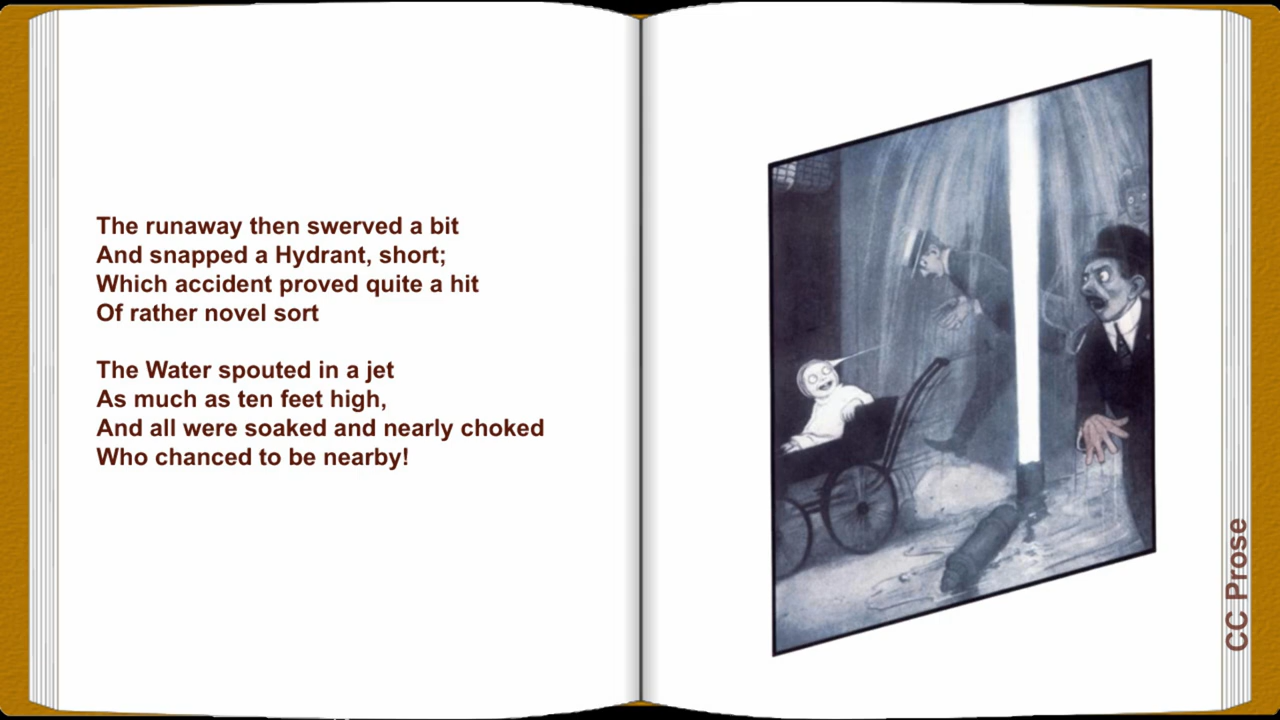 The runaway then swerved a bit
And snapped a Hydrant, short;
Which accident proved quite a hit
Of rather novel sort
The Water spouted in a jet
As much as ten feet high,
And all were soaked and nearly choked
Who chanced to be nearby!
CC Prose